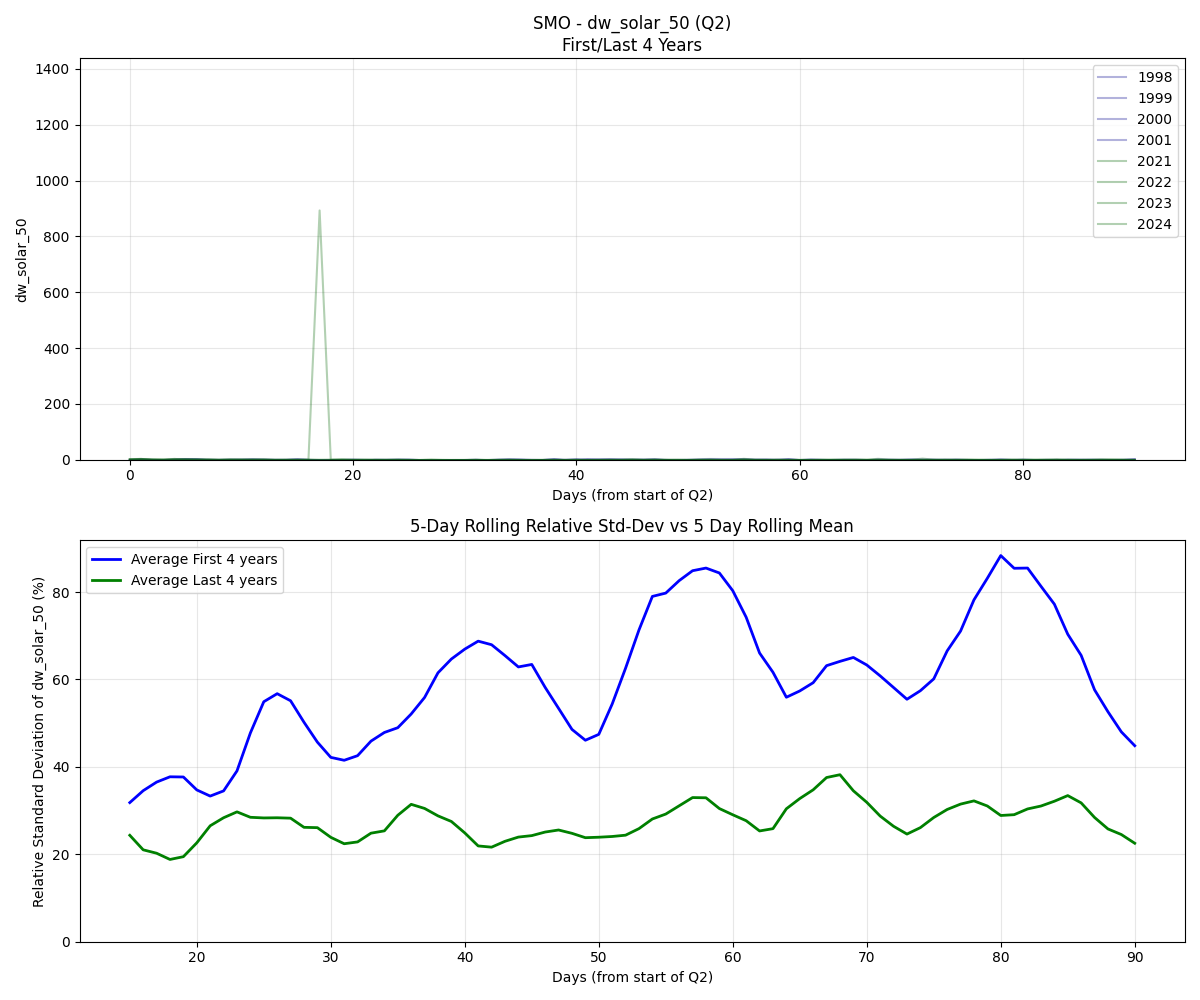 SMO - dw_solar_50 (Q2)
First/Last 4 Years
1400
1200
1000
800
600
400
200
0
dw_solar_50
0 20 40 60 80
Days (from start of Q2)
1998
1999
2000
2001
2021
2022
2023
2024
5-Day Rolling Relative Std-Dev vs 5 Day Rolling Mean
Average First 4 years
Average Last 4 years
80
60
40
20
0
Relative Standard Deviation of dw_solar_50 (%)
20 30 40 50 60 70 80 90
Days (from start of Q2)